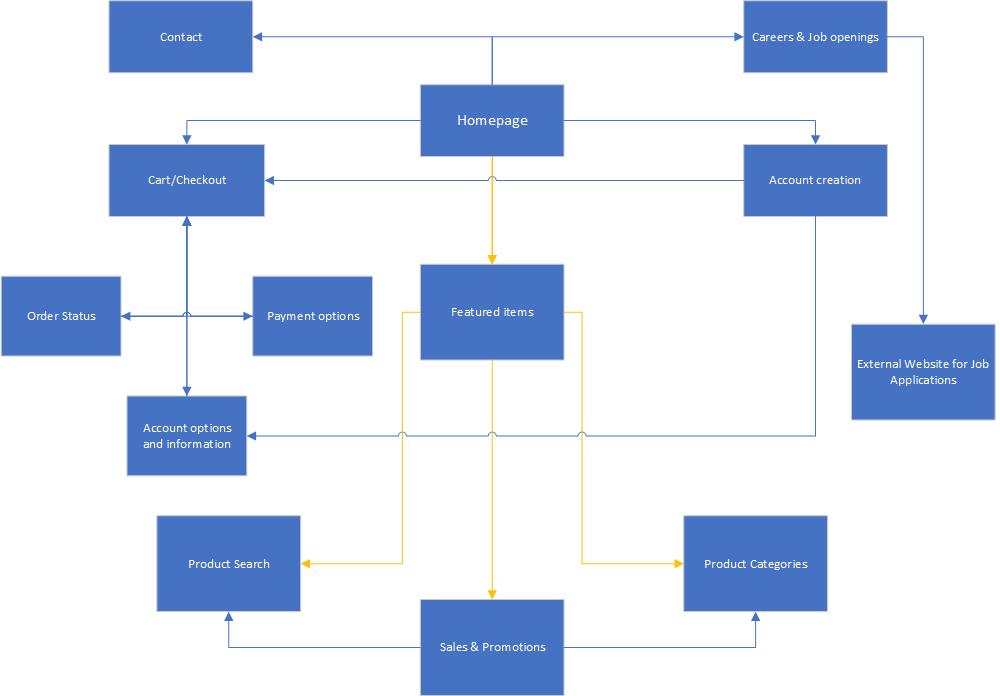 Contact
Careers & Job openings
Homepage
Cart/Checkout
Account creation
Order Status
Payment options
Featured items
External Website for Job
Applications
Account options
and information
Product Search
Product Categories
Sales & Promotions